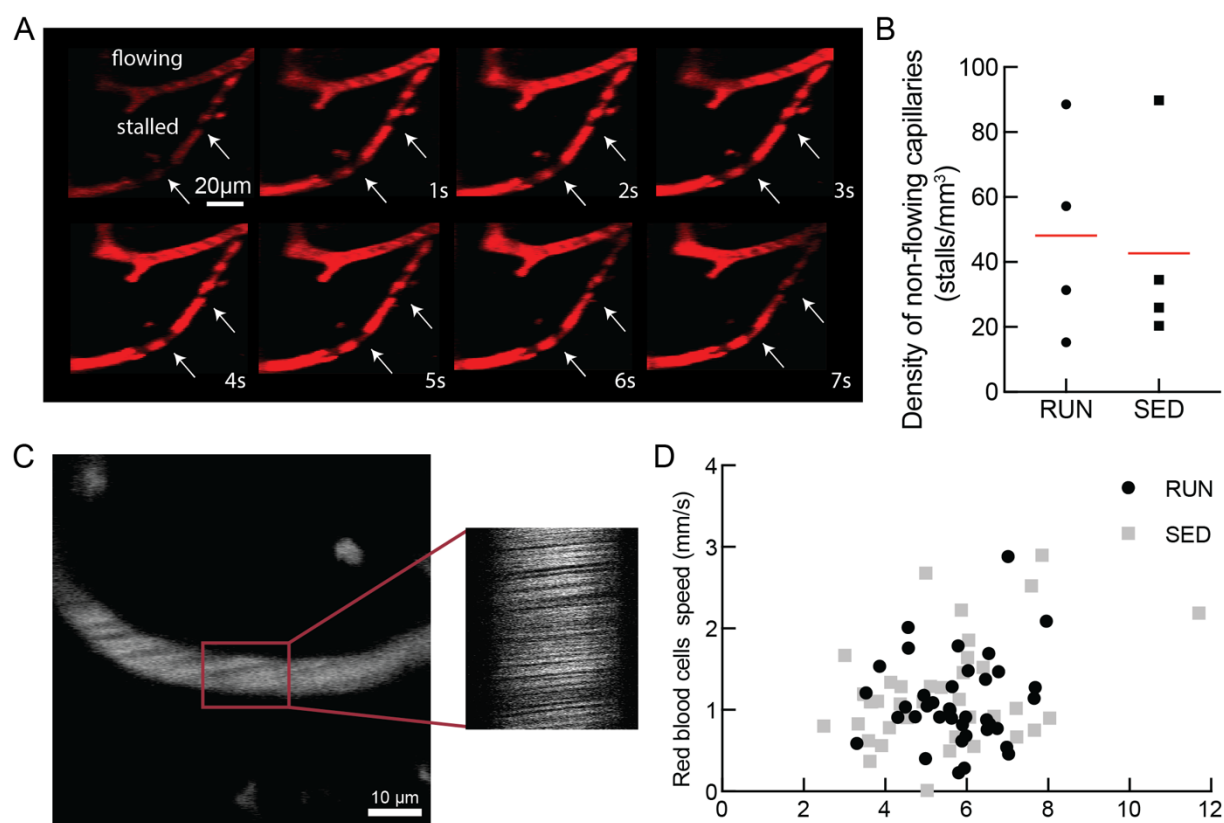 A
flowing
stalled
20µm
1s
2s
3s
4s
5s
6s
7s
B
Density of non-flowing capillaries
(stalls/mm³)
100
80
60
40
20
0
RUN
SED
C
10 µm
D
Red blood cells speed (mm/s)
4
3
2
1
0
0
2
4
6
8
10
12
RUN
SED